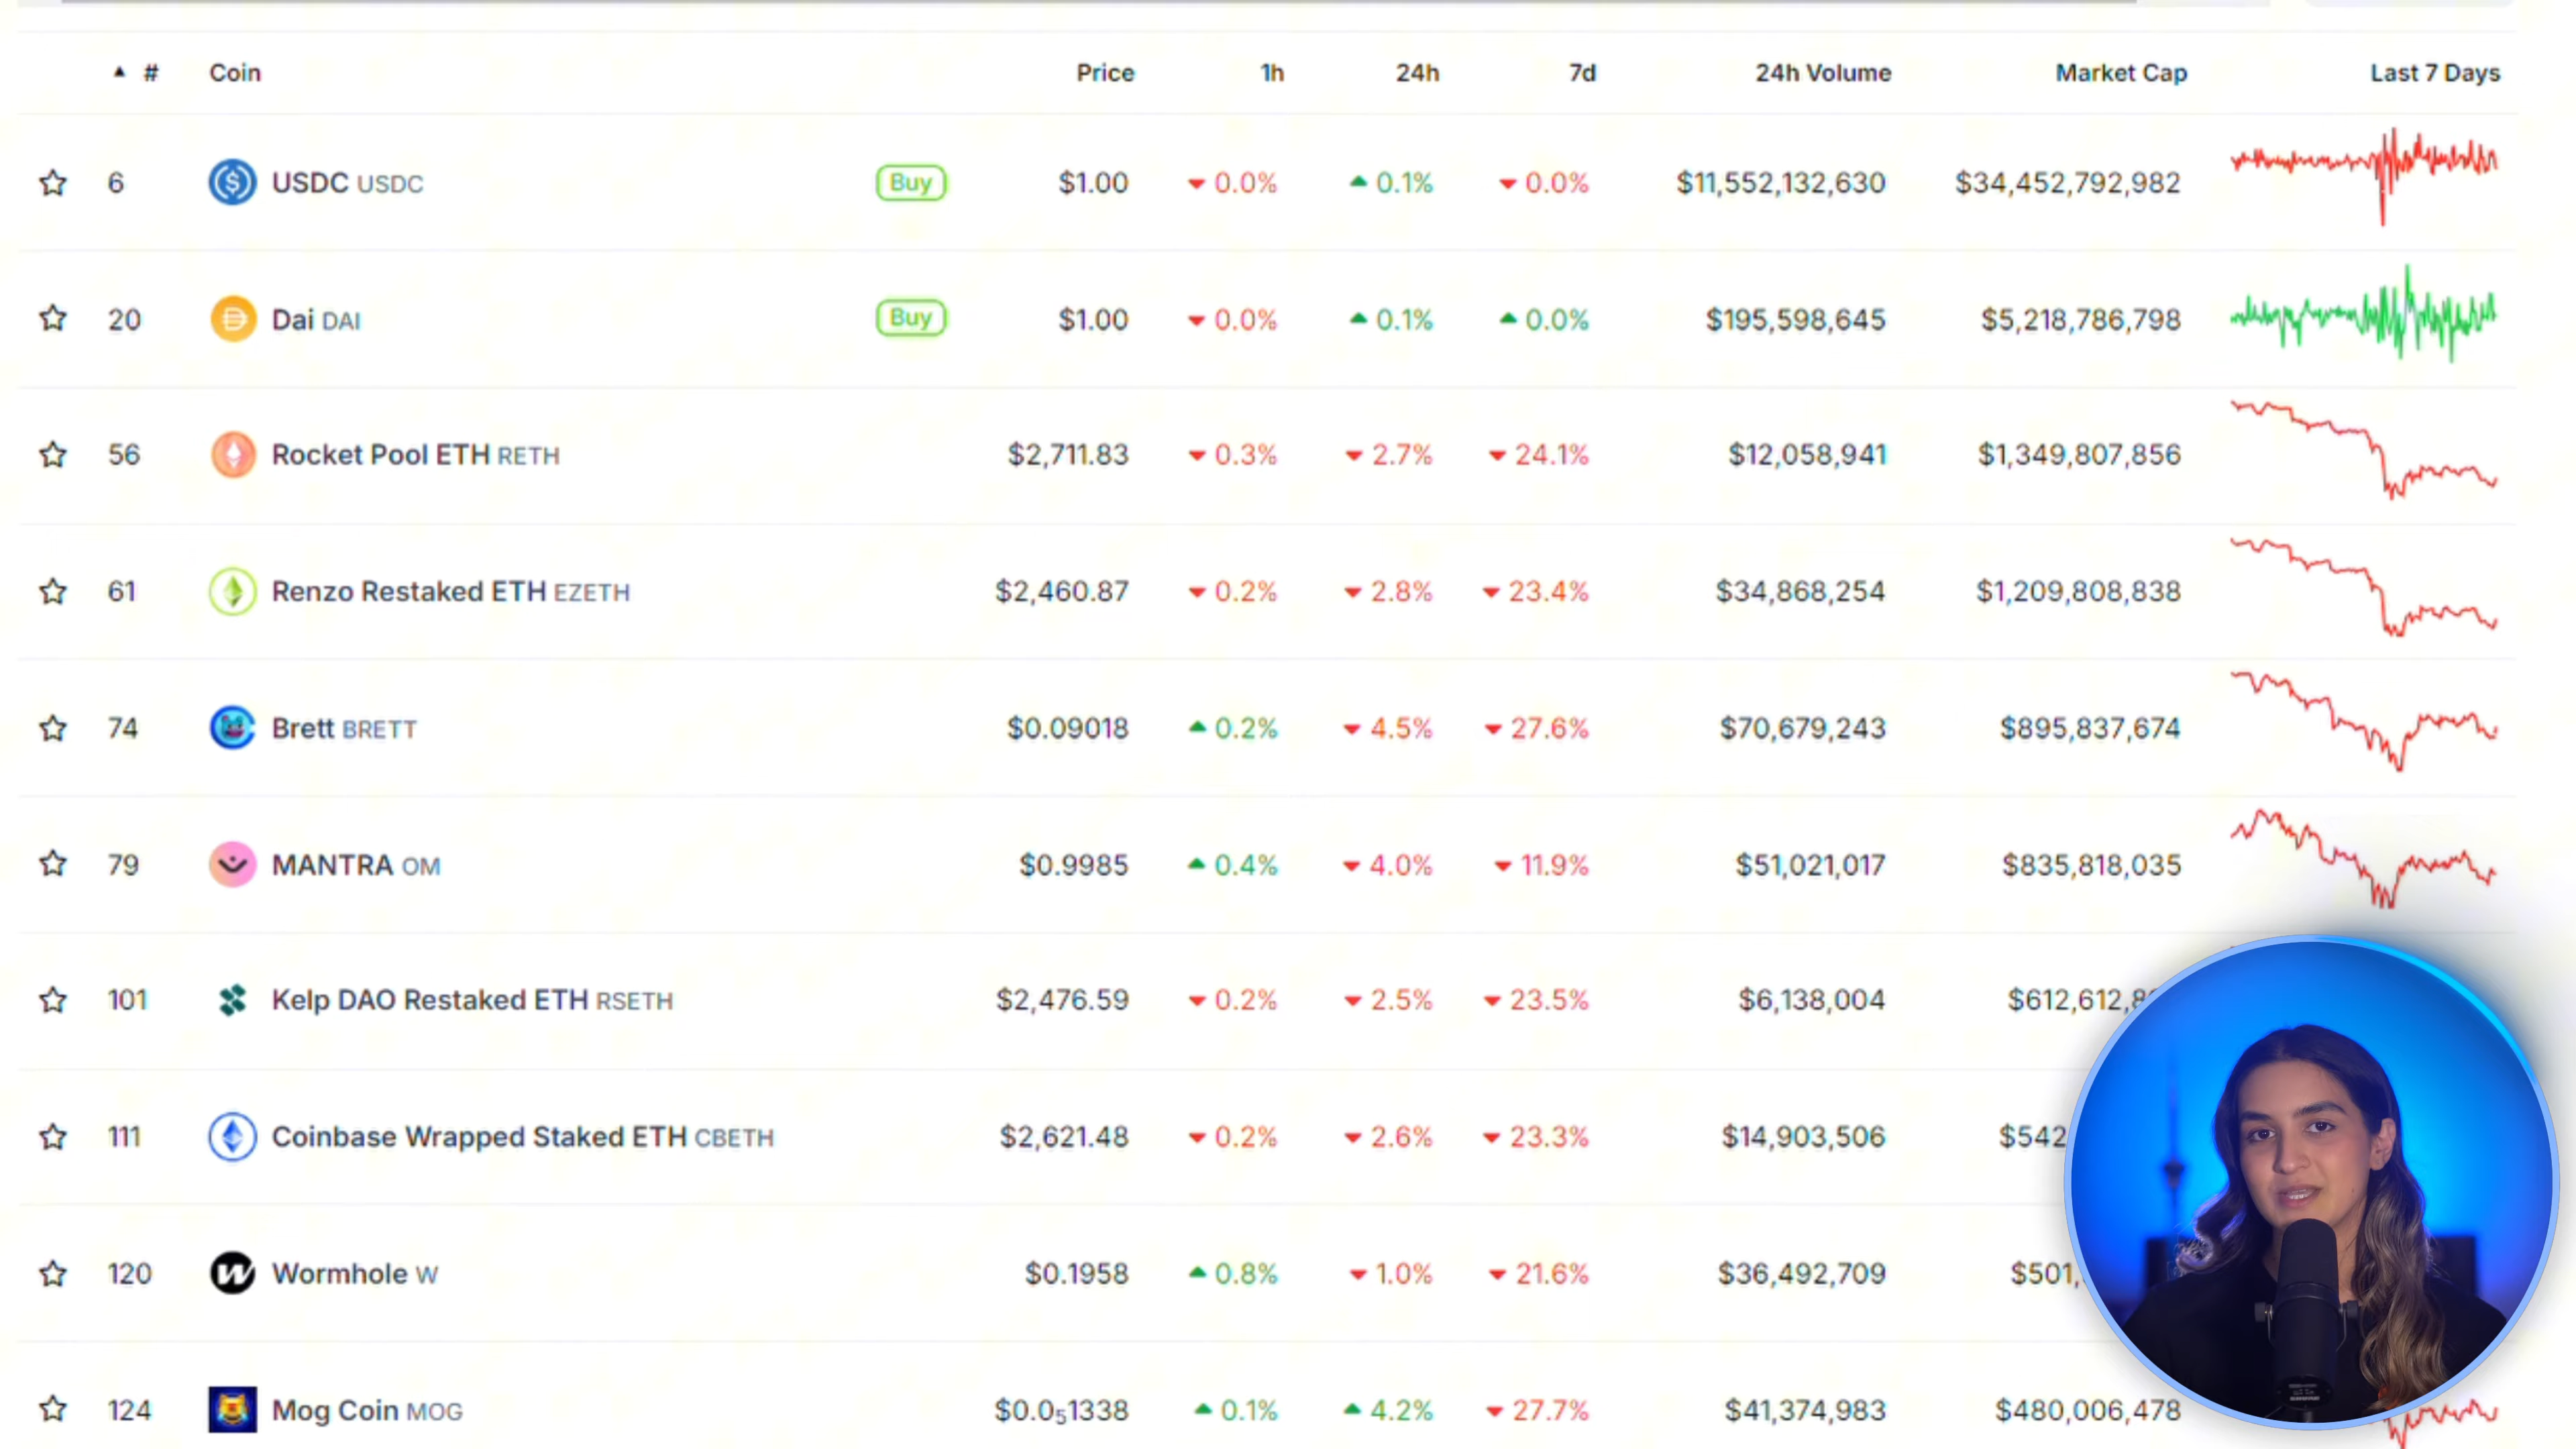 ▲ # Coin Price 1h 24h 7d 24h Volume Market Cap Last 7 Days
6 USDC USDC Buy $1.00 ▼ 0.0% ▲ 0.1% ▼ 0.0% $11,552,132,630 $34,452,792,982
20 Dai DAI Buy $1.00 ▼ 0.0% ▲ 0.1% ▲ 0.0% $195,598,645 $5,218,786,798
56 Rocket Pool ETH RETH $2,711.83 ▼ 0.3% ▼ 2.7% ▼ 24.1% $12,058,941 $1,349,807,856
61 Renzo Restaked ETH EZETH $2,460.87 ▼ 0.2% ▼ 2.8% ▼ 23.4% $34,868,254 $1,209,808,838
74 Brett BRETT $0.09018 ▲ 0.2% ▼ 4.5% ▼ 27.6% $70,679,243 $895,837,674
79 MANTRA OM $0.9985 ▲ 0.4% ▼ 4.0% ▼ 11.9% $51,021,017 $835,818,035
101 Kelp DAO Restaked ETH RSETH $2,476.59 ▼ 0.2% ▼ 2.5% ▼ 23.5% $6,138,004 $612,612,8
111 Coinbase Wrapped Staked ETH CBETH $2,621.48 ▼ 0.2% ▼ 2.6% ▼ 23.3% $14,903,506 $542
120 Wormhole W $0.1958 ▲ 0.8% ▼ 1.0% ▼ 21.6% $36,492,709 $501,
124 Mog Coin MOG $0.0₅1338 ▲ 0.1% ▲ 4.2% ▼ 27.7% $41,374,983 $480,006,478